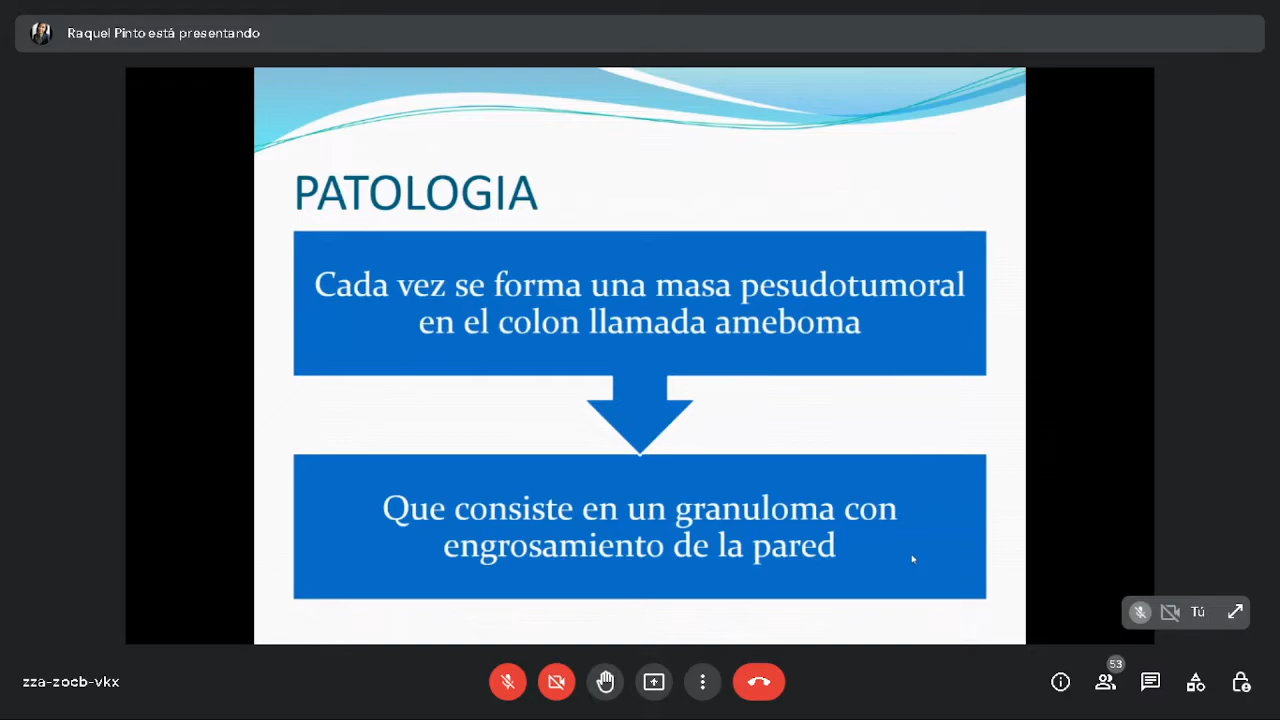 Raquel Pinto está presentando
PATOLOGIA
Cada vez se forma una masa pesudotumoral
en el colon llamada ameboma
Que consiste en un granuloma con
engrosamiento de la pared
Tú
zza-zocb-vkx
53